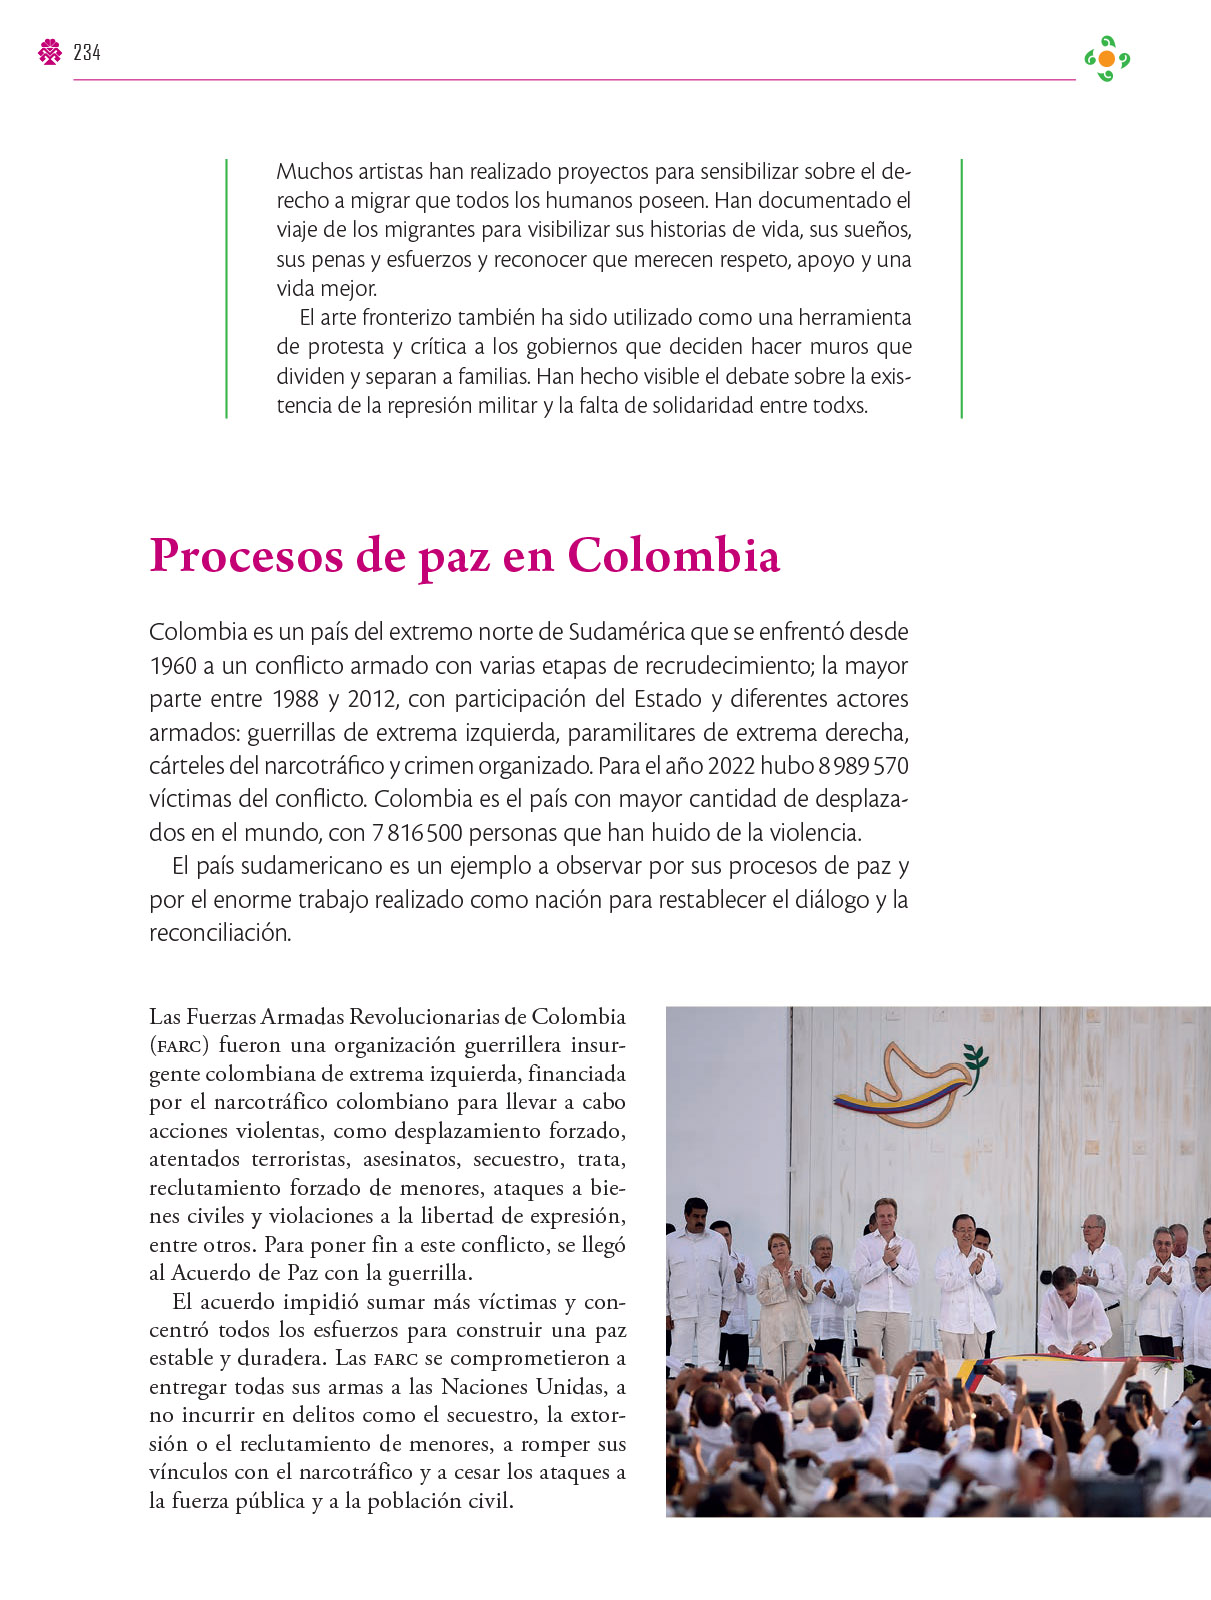 234
Muchos artistas han realizado proyectos para sensibilizar sobre el de-
recho a migrar que todos los humanos poseen. Han documentado el
viaje de los migrantes para visibilizar sus historias de vida, sus sueños,
sus penas y esfuerzos y reconocer que merecen respeto, apoyo y una
vida mejor.
El arte fronterizo también ha sido utilizado como una herramienta
de protesta y crítica a los gobiernos que deciden hacer muros que
dividen y separan a familias. Han hecho visible el debate sobre la exis-
tencia de la represión militar y la falta de solidaridad entre todxs.
Procesos de paz en Colombia
Colombia es un país del extremo norte de Sudamérica que se enfrentó desde
1960 a un conflicto armado con varias etapas de recrudecimiento; la mayor
parte entre 1988 y 2012, con participación del Estado y diferentes actores
armados: guerrillas de extrema izquierda, paramilitares de extrema derecha,
cárteles del narcotráfico y crimen organizado. Para el año 2022 hubo 8 989 570
víctimas del conflicto. Colombia es el país con mayor cantidad de desplaza-
dos en el mundo, con 7 816 500 personas que han huido de la violencia.
El país sudamericano es un ejemplo a observar por sus procesos de paz y
por el enorme trabajo realizado como nación para restablecer el diálogo y la
reconciliación.
Las Fuerzas Armadas Revolucionarias de Colombia
(FARC) fueron una organización guerrillera insur-
gente colombiana de extrema izquierda, financiada
por el narcotráfico colombiano para llevar a cabo
acciones violentas, como desplazamiento forzado,
atentados terroristas, asesinatos, secuestro, trata,
reclutamiento forzado de menores, ataques a bie-
nes civiles y violaciones a la libertad de expresión,
entre otros. Para poner fin a este conflicto, se llegó
al Acuerdo de Paz con la guerrilla.
El acuerdo impidió sumar más víctimas y con-
centró todos los esfuerzos para construir una paz
estable y duradera. Las FARC se comprometieron a
entregar todas sus armas a las Naciones Unidas, a
no incurrir en delitos como el secuestro, la extor-
sión o el reclutamiento de menores, a romper sus
vínculos con el narcotráfico y a cesar los ataques a
la fuerza pública y a la población civil.